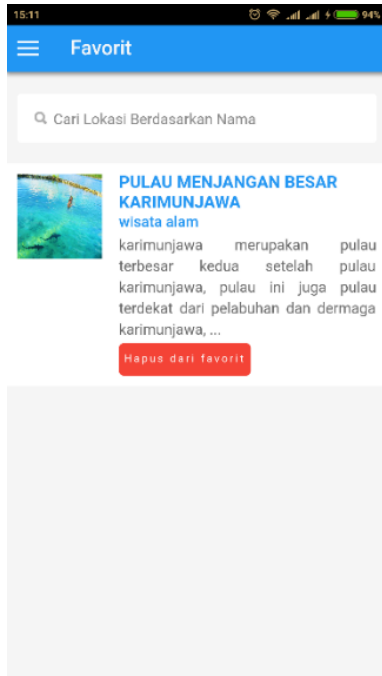 15:11
94%
Favorit
Cari Lokasi Berdasarkan Nama
PULAU MENJANGAN BESAR
KARIMUNJAWA
wisata alam
karimunjawa merupakan pulau
terbesar kedua setelah pulau
karimunjawa, pulau ini juga pulau
terdekat dari pelabuhan dan dermaga
karimunjawa, ...
Hapus dari favorit